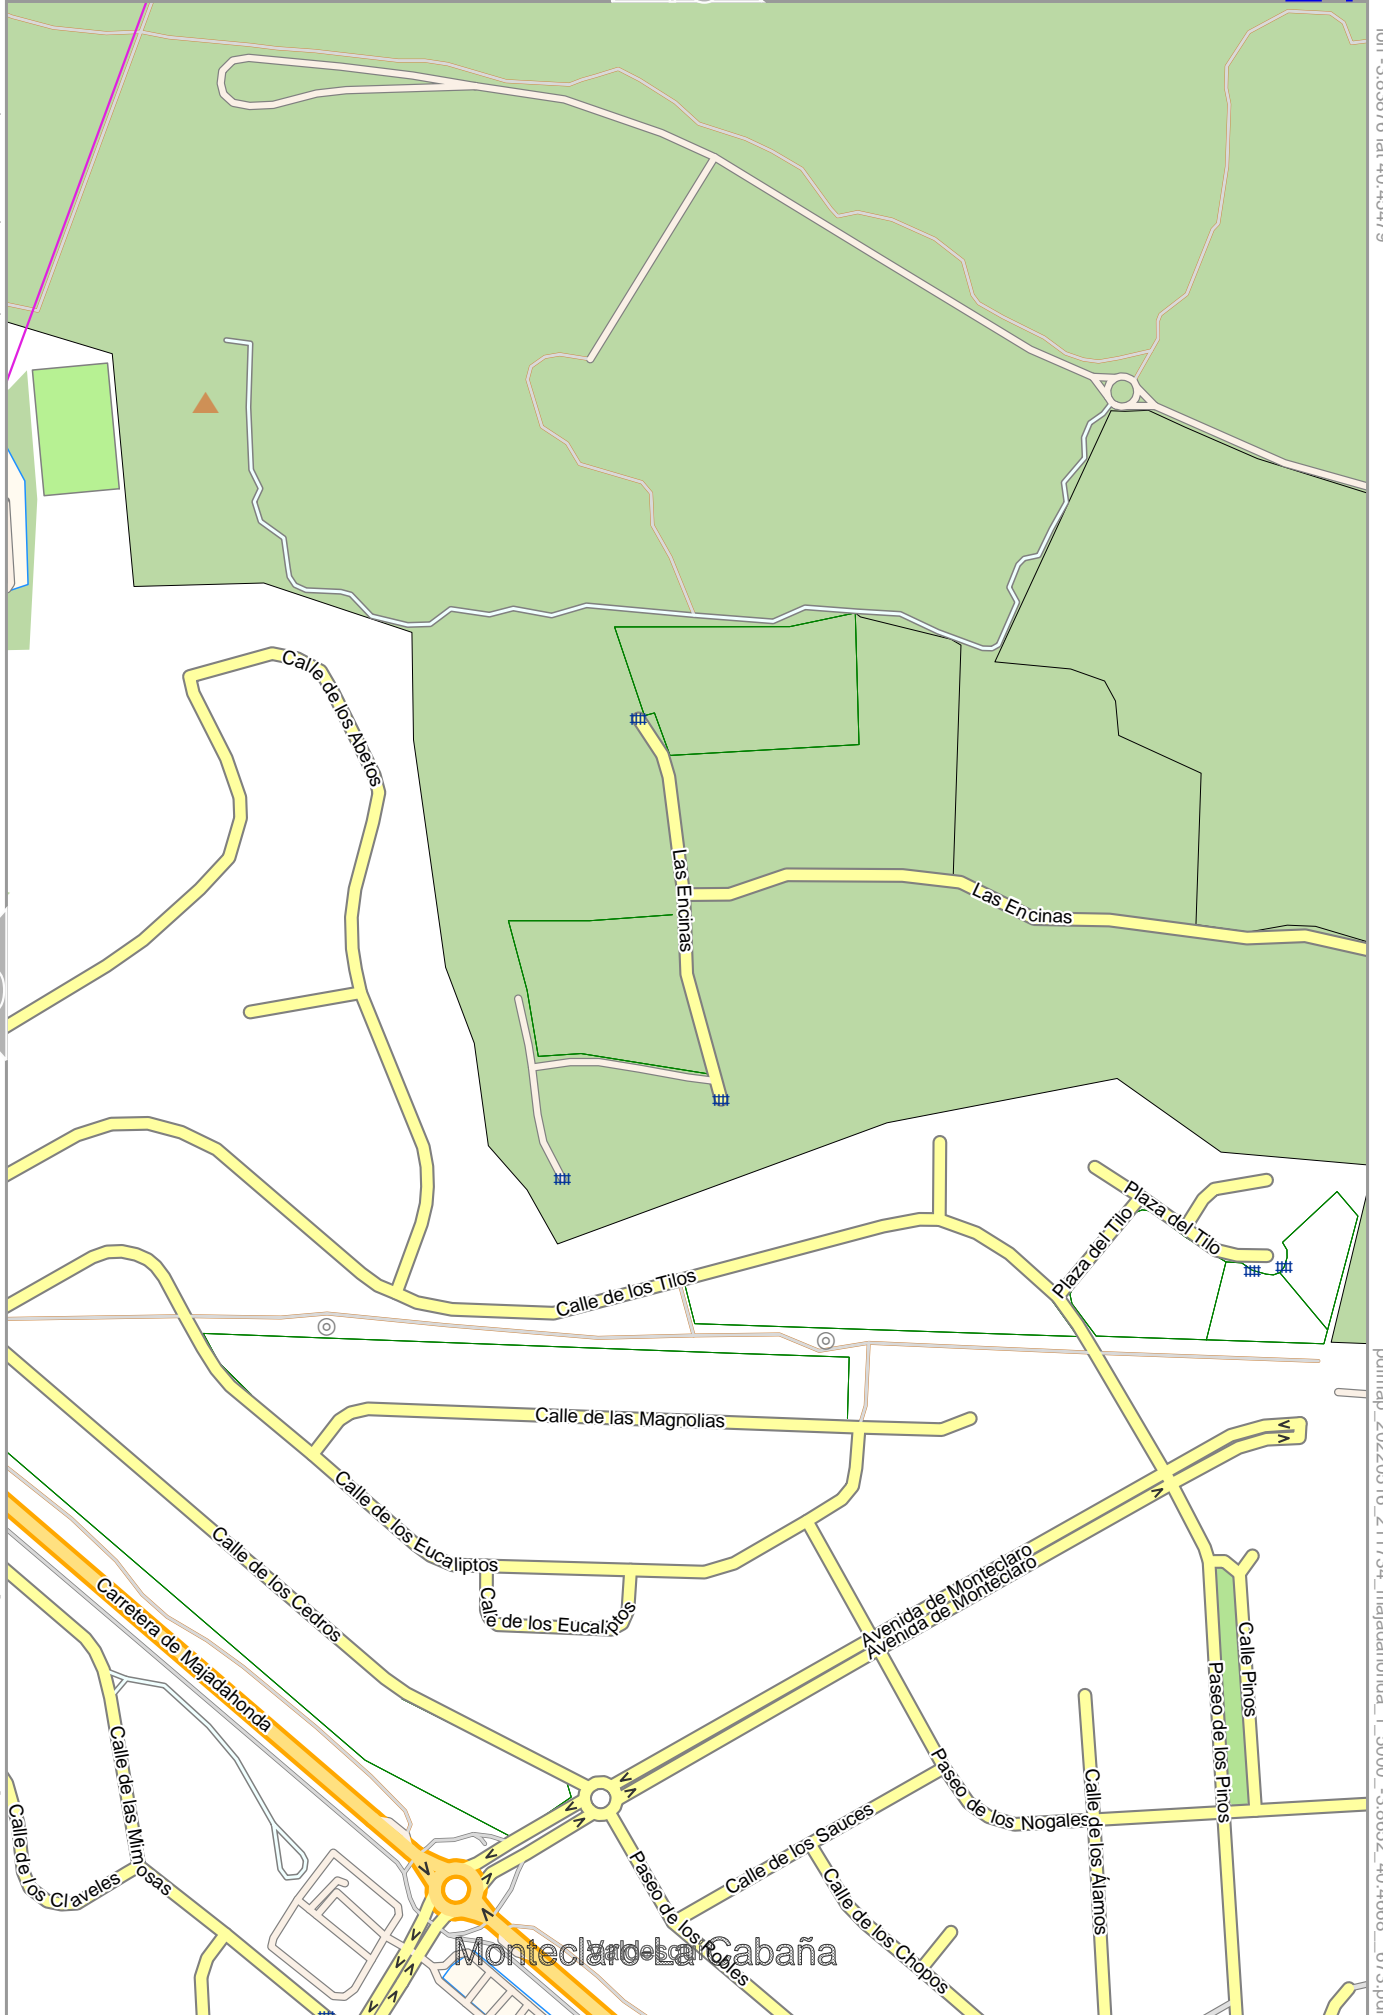 Calle de los Abetos
Las Encinas
Las Encinas
Plaza del Tilo
Plaza del Tilo
Calle de los Tilos
Calle de las Magnolias
Calle de los Eucaliptos
Calle de los Eucaliptos
Calle de los Cedros
Carretera de Majadahonda
Avenida de Monteclaro
Avenida de Monteclaro
Calle Pinos
Paseo de los Pinos
Calle de las Mimosas
Calle de los Claveles
Paseo de los Nogales
Calle de los Álamos
Calle de los Sauces
Calle de los Chopos
Paseo de los Robles
Monteclaro-La Cabaña